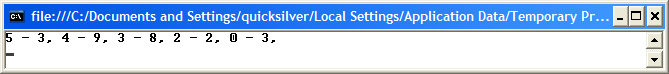 file:///C:/Documents and Settings/quicksilver/Local Settings/Application Data/Temporary Pr...
5 - 3, 4 - 9, 3 - 8, 2 - 2, 0 - 3,